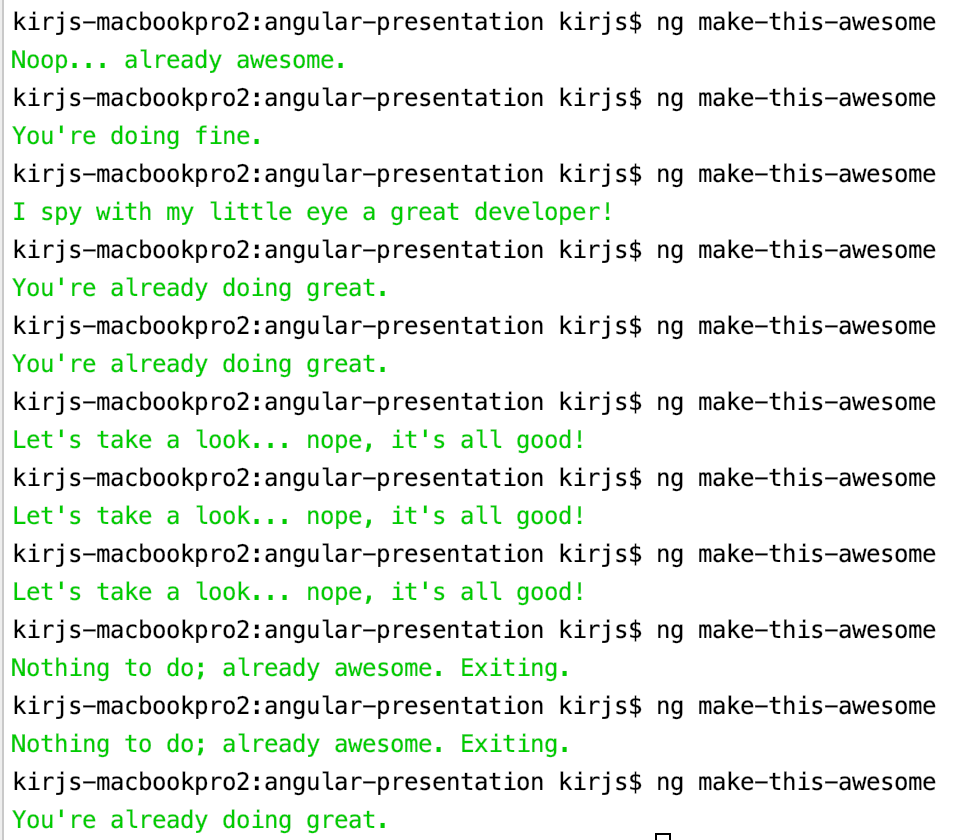 kirjs-macbookpro2:angular-presentation kirjs$ ng make-this-awesome
Noop... already awesome.
kirjs-macbookpro2:angular-presentation kirjs$ ng make-this-awesome
You're doing fine.
kirjs-macbookpro2:angular-presentation kirjs$ ng make-this-awesome
I spy with my little eye a great developer!
kirjs-macbookpro2:angular-presentation kirjs$ ng make-this-awesome
You're already doing great.
kirjs-macbookpro2:angular-presentation kirjs$ ng make-this-awesome
You're already doing great.
kirjs-macbookpro2:angular-presentation kirjs$ ng make-this-awesome
Let's take a look... nope, it's all good!
kirjs-macbookpro2:angular-presentation kirjs$ ng make-this-awesome
Let's take a look... nope, it's all good!
kirjs-macbookpro2:angular-presentation kirjs$ ng make-this-awesome
Let's take a look... nope, it's all good!
kirjs-macbookpro2:angular-presentation kirjs$ ng make-this-awesome
Nothing to do; already awesome. Exiting.
kirjs-macbookpro2:angular-presentation kirjs$ ng make-this-awesome
Nothing to do; already awesome. Exiting.
kirjs-macbookpro2:angular-presentation kirjs$ ng make-this-awesome
You're already doing great.